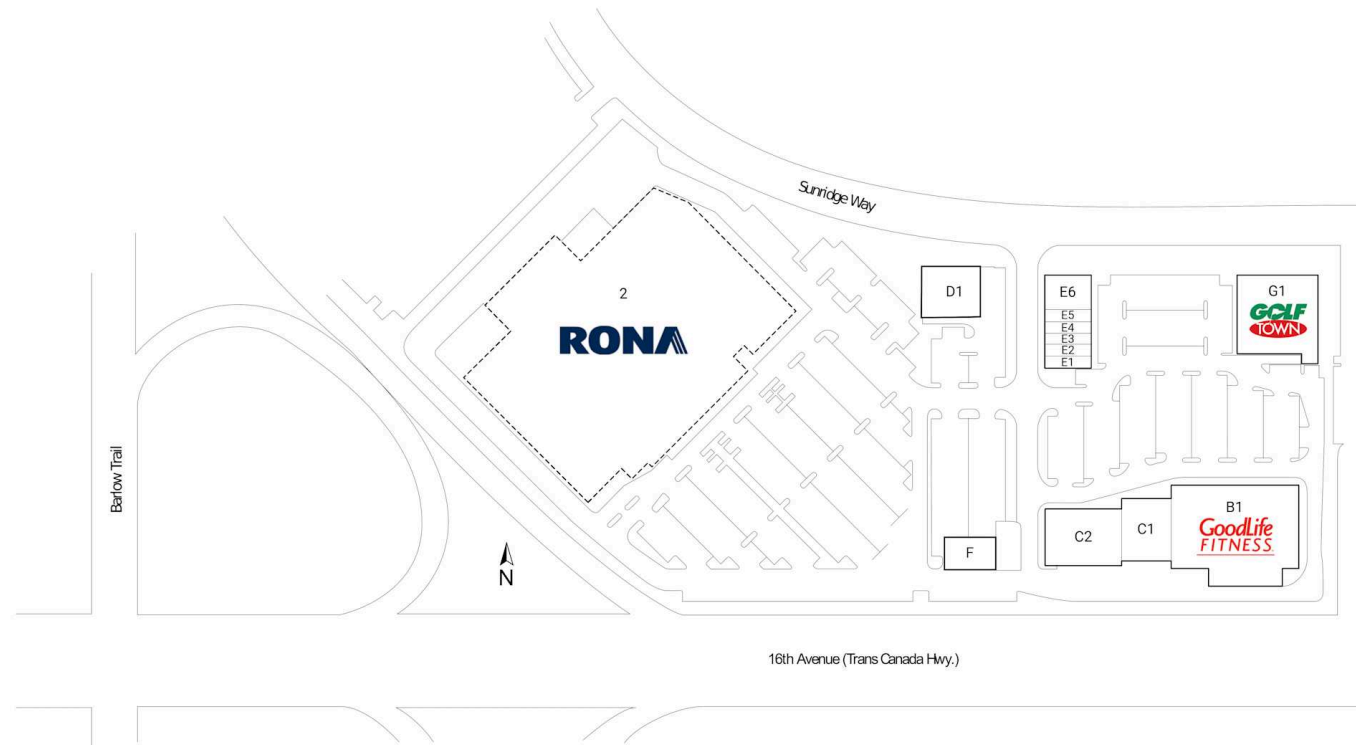 Sunridge Way
2
RONA
D1
E6
E5
E4
E3
E2
E1
G1
GOLF
TOWN
Barlow Trail
N
F
C2
C1
B1
GoodLife
FITNESS
16th Avenue (Trans Canada Hwy.)